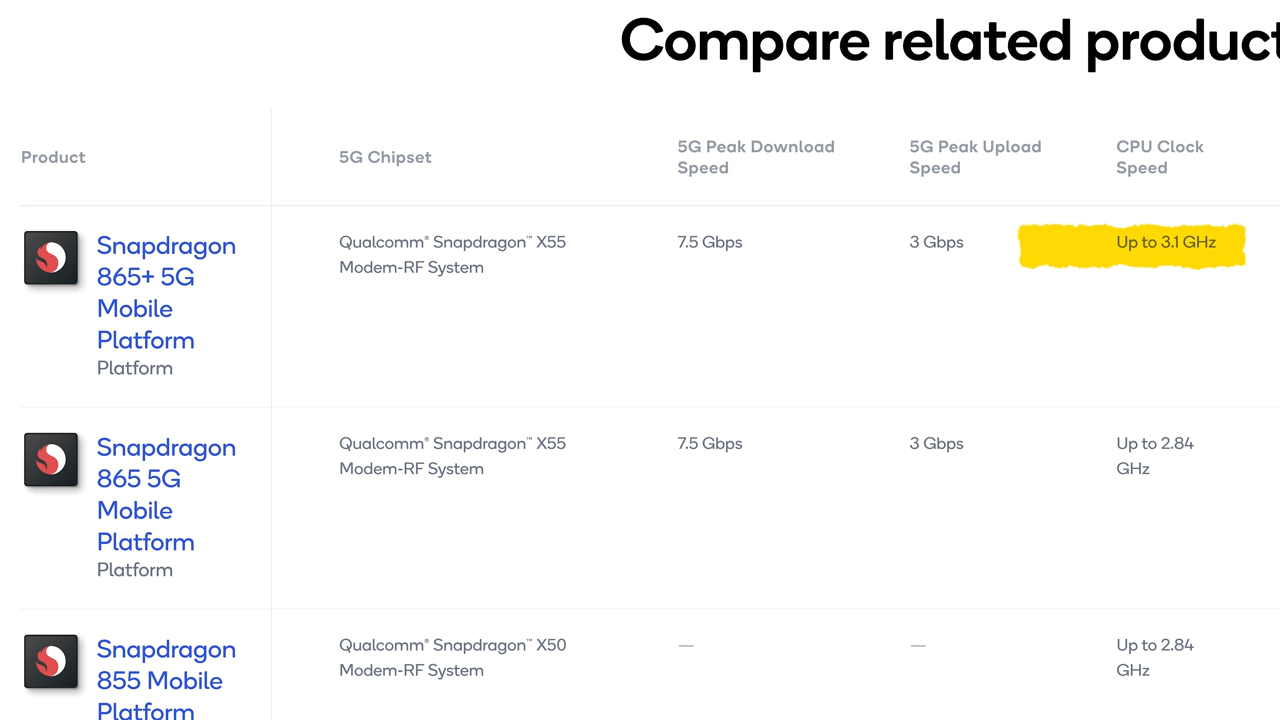 Compare related product
Product
5G Chipset
5G Peak Download
Speed
5G Peak Upload
Speed
CPU Clock
Speed
Snapdragon
865+ 5G
Mobile
Platform
Platform
Qualcomm® Snapdragon™ X55
Modem-RF System
7.5 Gbps
3 Gbps
Up to 3.1 GHz
Snapdragon
865 5G
Mobile
Platform
Platform
Qualcomm® Snapdragon™ X55
Modem-RF System
7.5 Gbps
3 Gbps
Up to 2.84
GHz
Snapdragon
855 Mobile
Platform
Qualcomm® Snapdragon™ X50
Modem-RF System
—
—
Up to 2.84
GHz